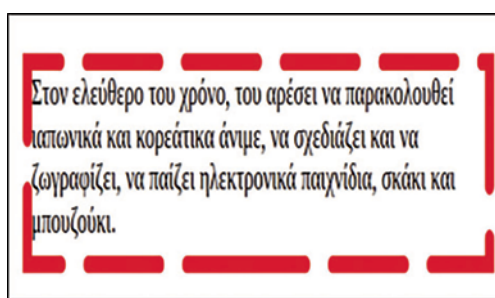 Στον ελεύθερο του χρόνο, του αρέσει να παρακολουθεί
ιαπωνικά και κορεάτικα άνιμε, να σχεδιάζει και να
ζωγραφίζει, να παίζει ηλεκτρονικά παιχνίδια, σκάκι και
μπουζούκι.